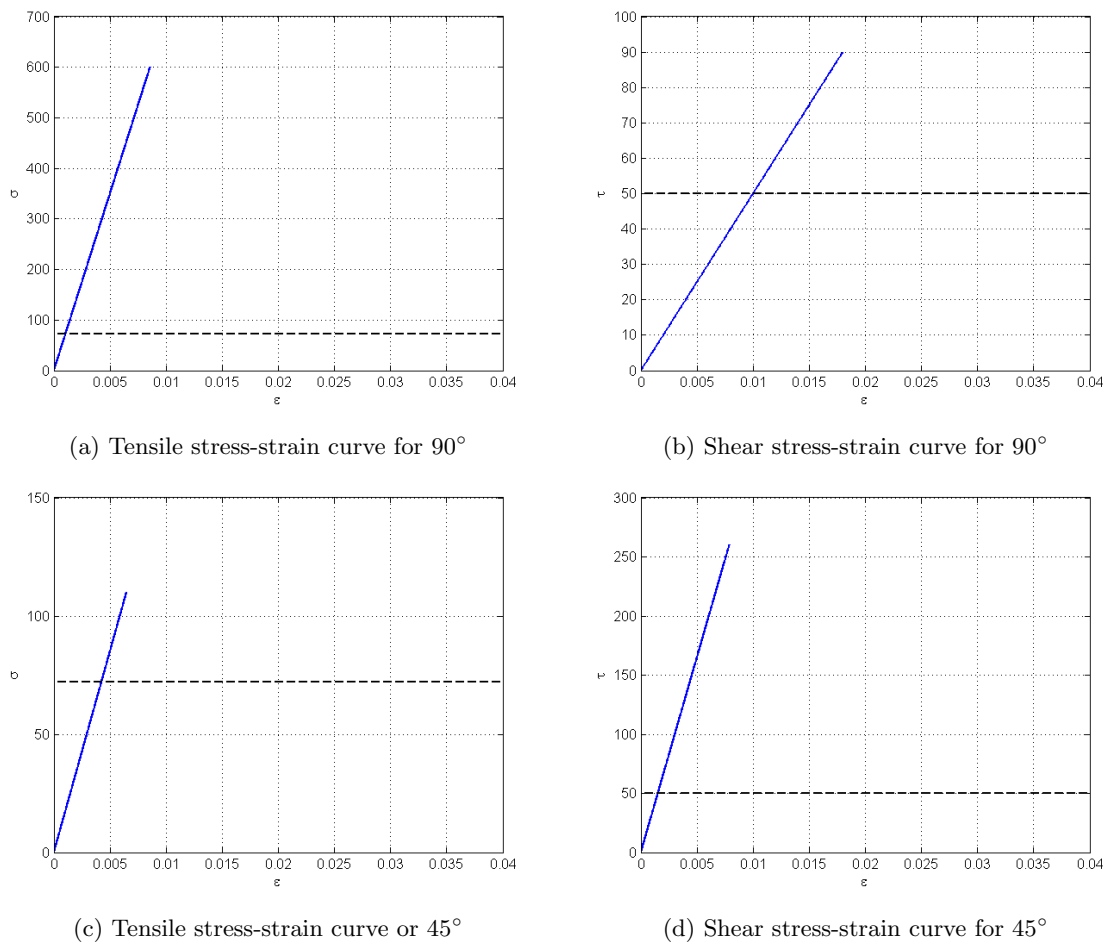 700
600
500
400
300
200
100
0
σ
0 0.005 0.01 0.015 0.02 0.025 0.03 0.035 0.04
ε
(a) Tensile stress-strain curve for 90°
100
90
80
70
60
50
40
30
20
10
0
τ
0 0.005 0.01 0.015 0.02 0.025 0.03 0.035 0.04
ε
(b) Shear stress-strain curve for 90°
150
100
50
0
σ
0 0.005 0.01 0.015 0.02 0.025 0.03 0.035 0.04
ε
(c) Tensile stress-strain curve or 45°
300
250
200
150
100
50
0
τ
0 0.005 0.01 0.015 0.02 0.025 0.03 0.035 0.04
ε
(d) Shear stress-strain curve for 45°